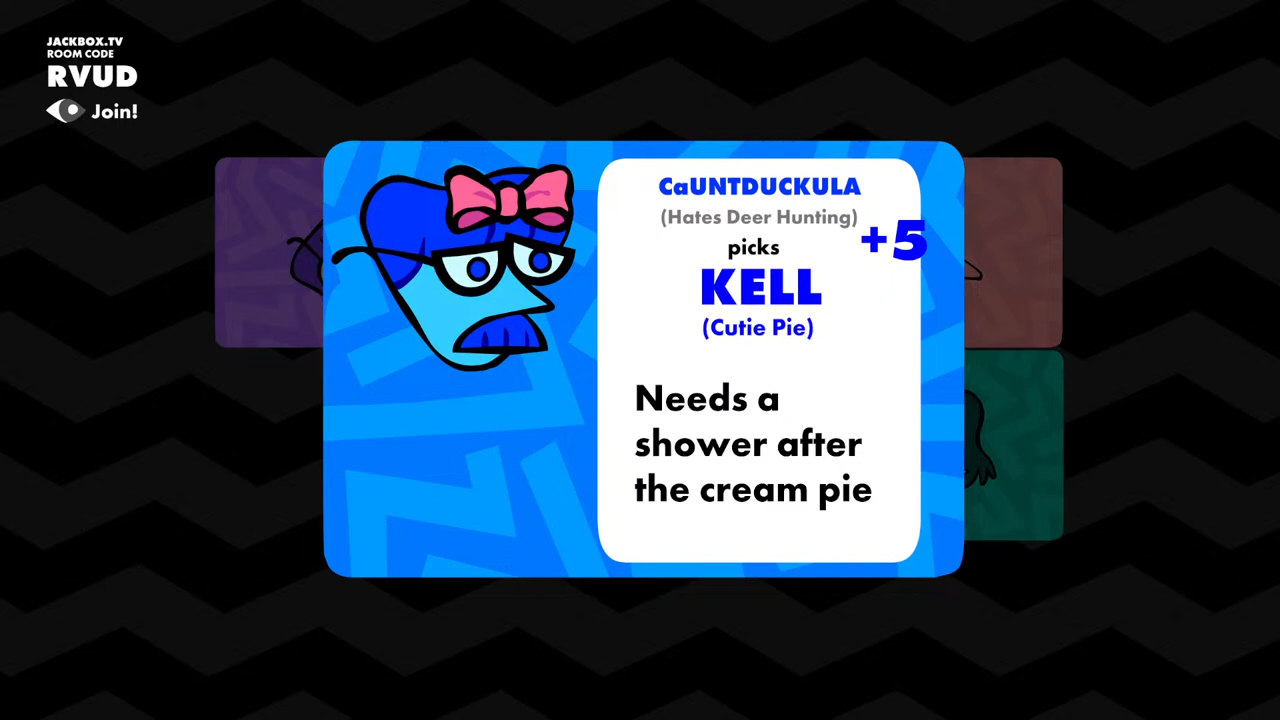 JACKBOX.TV
ROOM CODE
RVUD
Join!
CaUNTDUCKULA
(Hates Deer Hunting)
picks
+5
KELL
(Cutie Pie)
Needs a
shower after
the cream pie